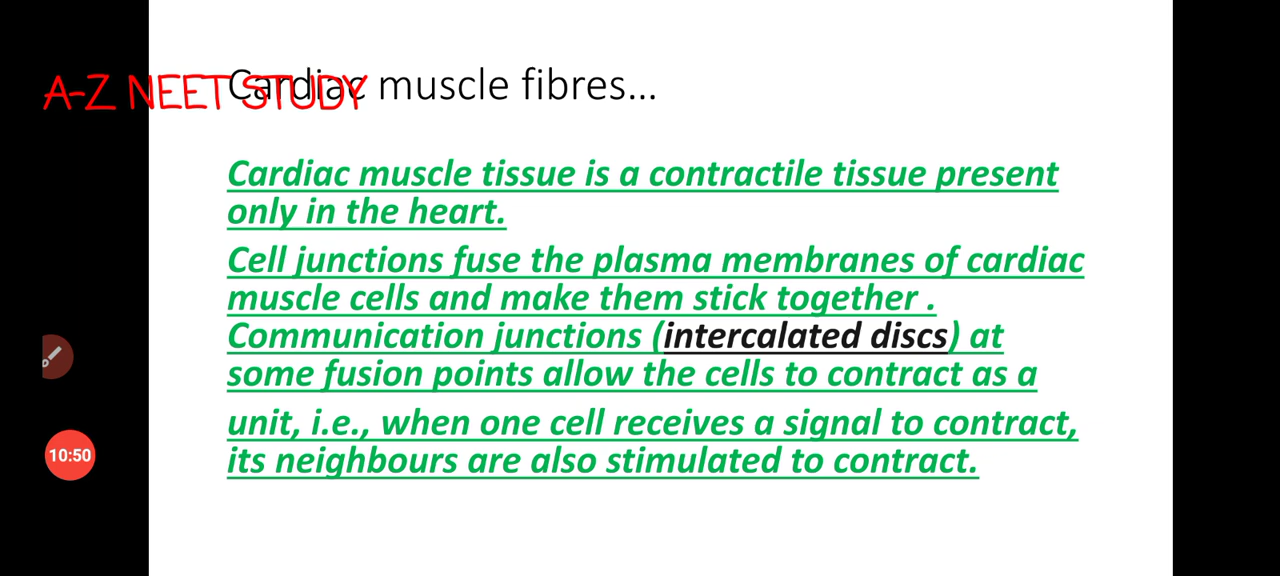 A-Z NEET STUDY
Cardiac muscle fibres...
Cardiac muscle tissue is a contractile tissue present
only in the heart.
Cell junctions fuse the plasma membranes of cardiac
muscle cells and make them stick together .
Communication junctions (intercalated discs) at
some fusion points allow the cells to contract as a
unit, i.e., when one cell receives a signal to contract,
its neighbours are also stimulated to contract.
10:50